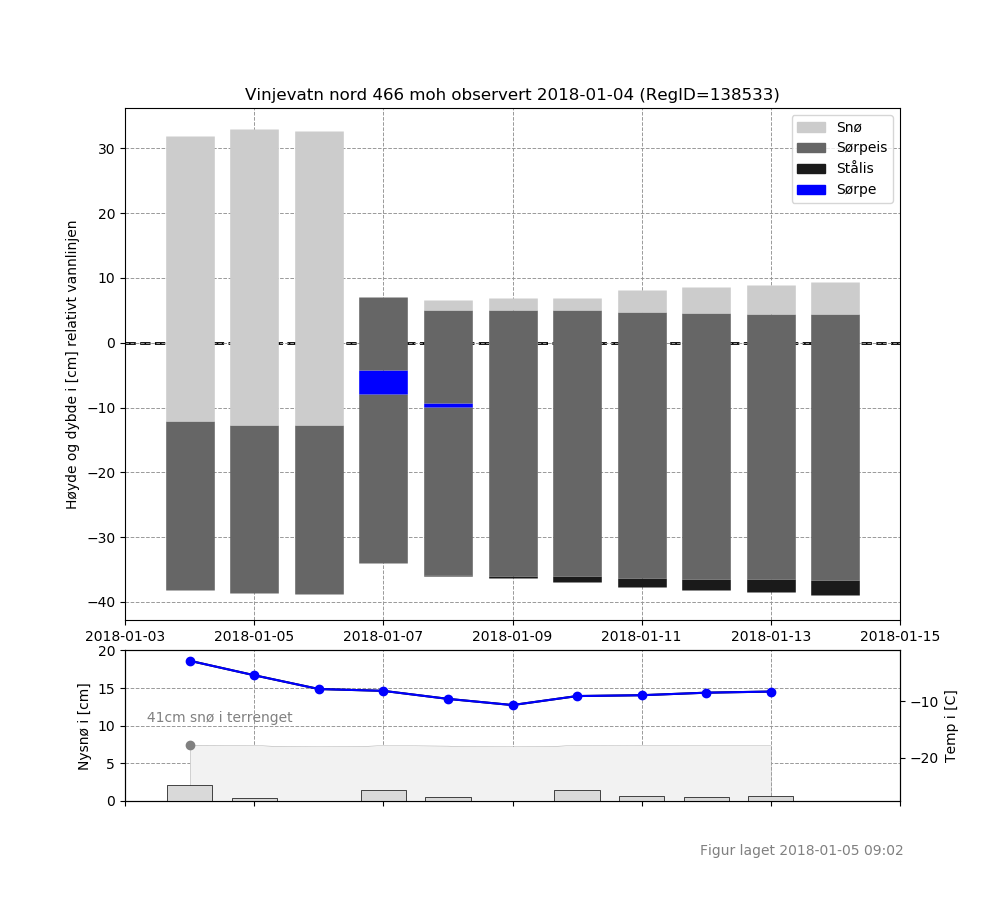 Vinjevatn nord 466 moh observert 2018-01-04 (RegID=138533)
Høyde og dybde i [cm] relativt vannlinjen
30
20
10
0
−10
−20
−30
−40
Snø
Sørpeis
Stålis
Sørpe
2018-01-03 2018-01-05 2018-01-07 2018-01-09 2018-01-11 2018-01-13 2018-01-15
Nysnø i [cm]
20
15
10
5
0
41cm snø i terrenget
−10
−20
Temp i [C]
Figur laget 2018-01-05 09:02